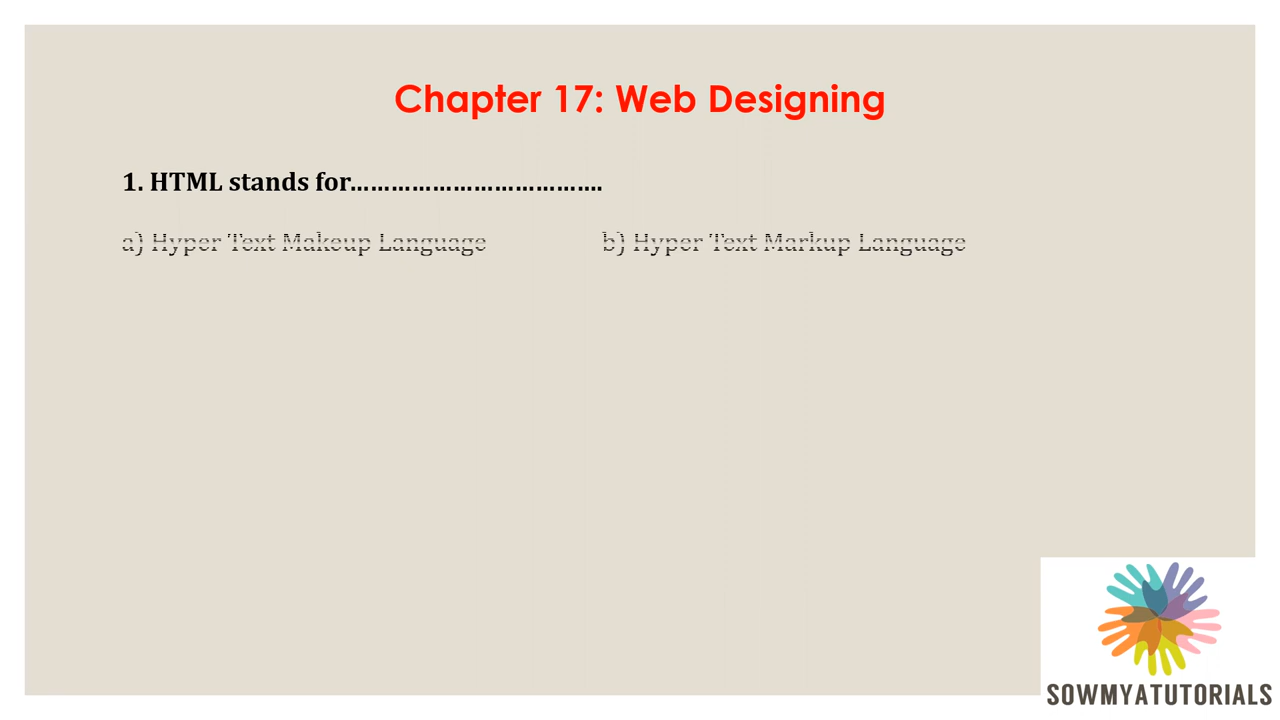 Chapter 17: Web Designing
1. HTML stands for……………………………….
a) Hyper Text Makeup Language b) Hyper Text Markup Language
SOWMYATUTORIALS